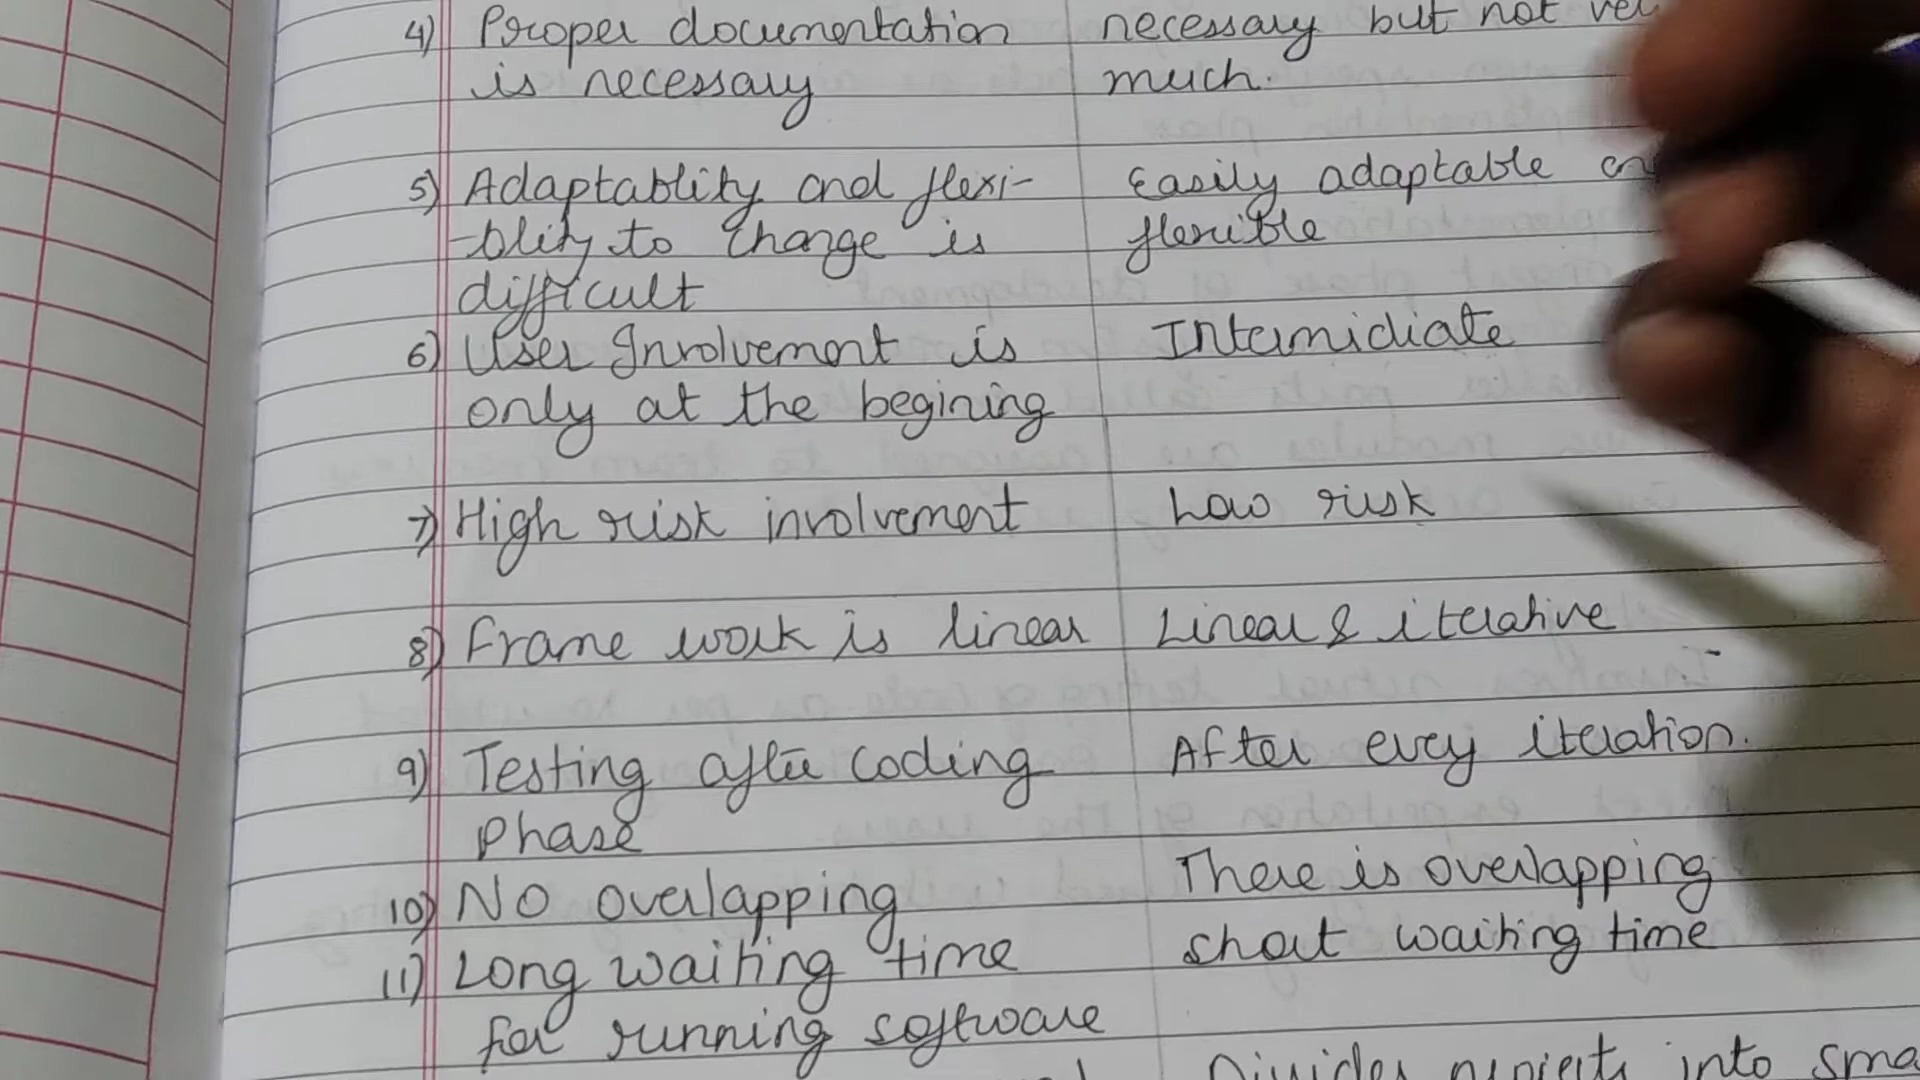 4) Proper documentation necessary but not
is necessary much.
5) Adaptablity and flexi- Easily adaptable
-blity to change is flexible
difficult
6) User Involvement is Intermidiate
only at the begining
7) High risk involvement Low risk
8) Frame work is linear Linear & iterative
9) Testing after coding After every iteration.
Phase
10) No overlapping There is overlapping
11) Long waiting time short waiting time
for running software
Divides projects into